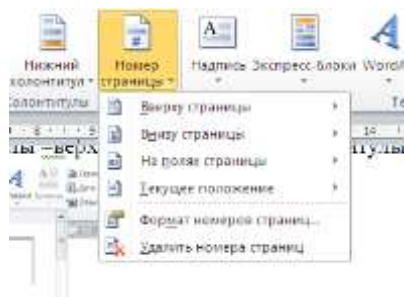 Нижний колонтитул
Номер страницы
Надпись
Экспресс-блоки
Word
колонтитулы
Вверху страницы
Внизу страницы
На полях страницы
Текущее положение
Формат номеров страниц...
Удалить номера страниц